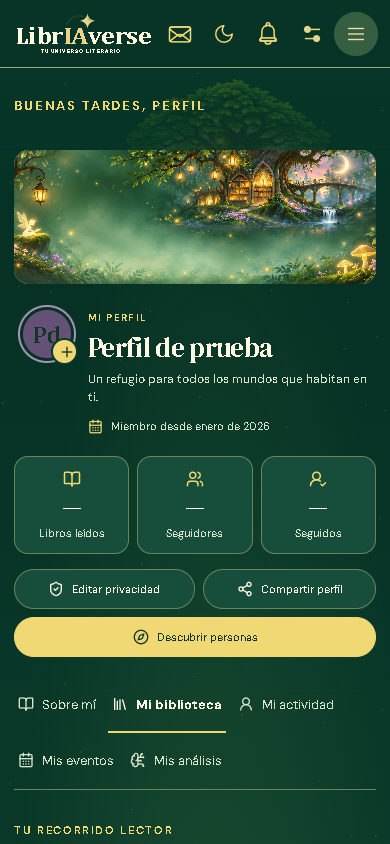 LibrIAverse
TU UNIVERSO LITERARIO
BUENAS TARDES, PERFIL
MI PERFIL
Pd
Perfil de prueba
Un refugio para todos los mundos que habitan en
ti.
Miembro desde enero de 2026
— — —
Libros leídos Seguidores Seguidos
Editar privacidad Compartir perfil
Descubrir personas
Sobre mí Mi biblioteca Mi actividad
Mis eventos Mis análisis
TU RECORRIDO LECTOR